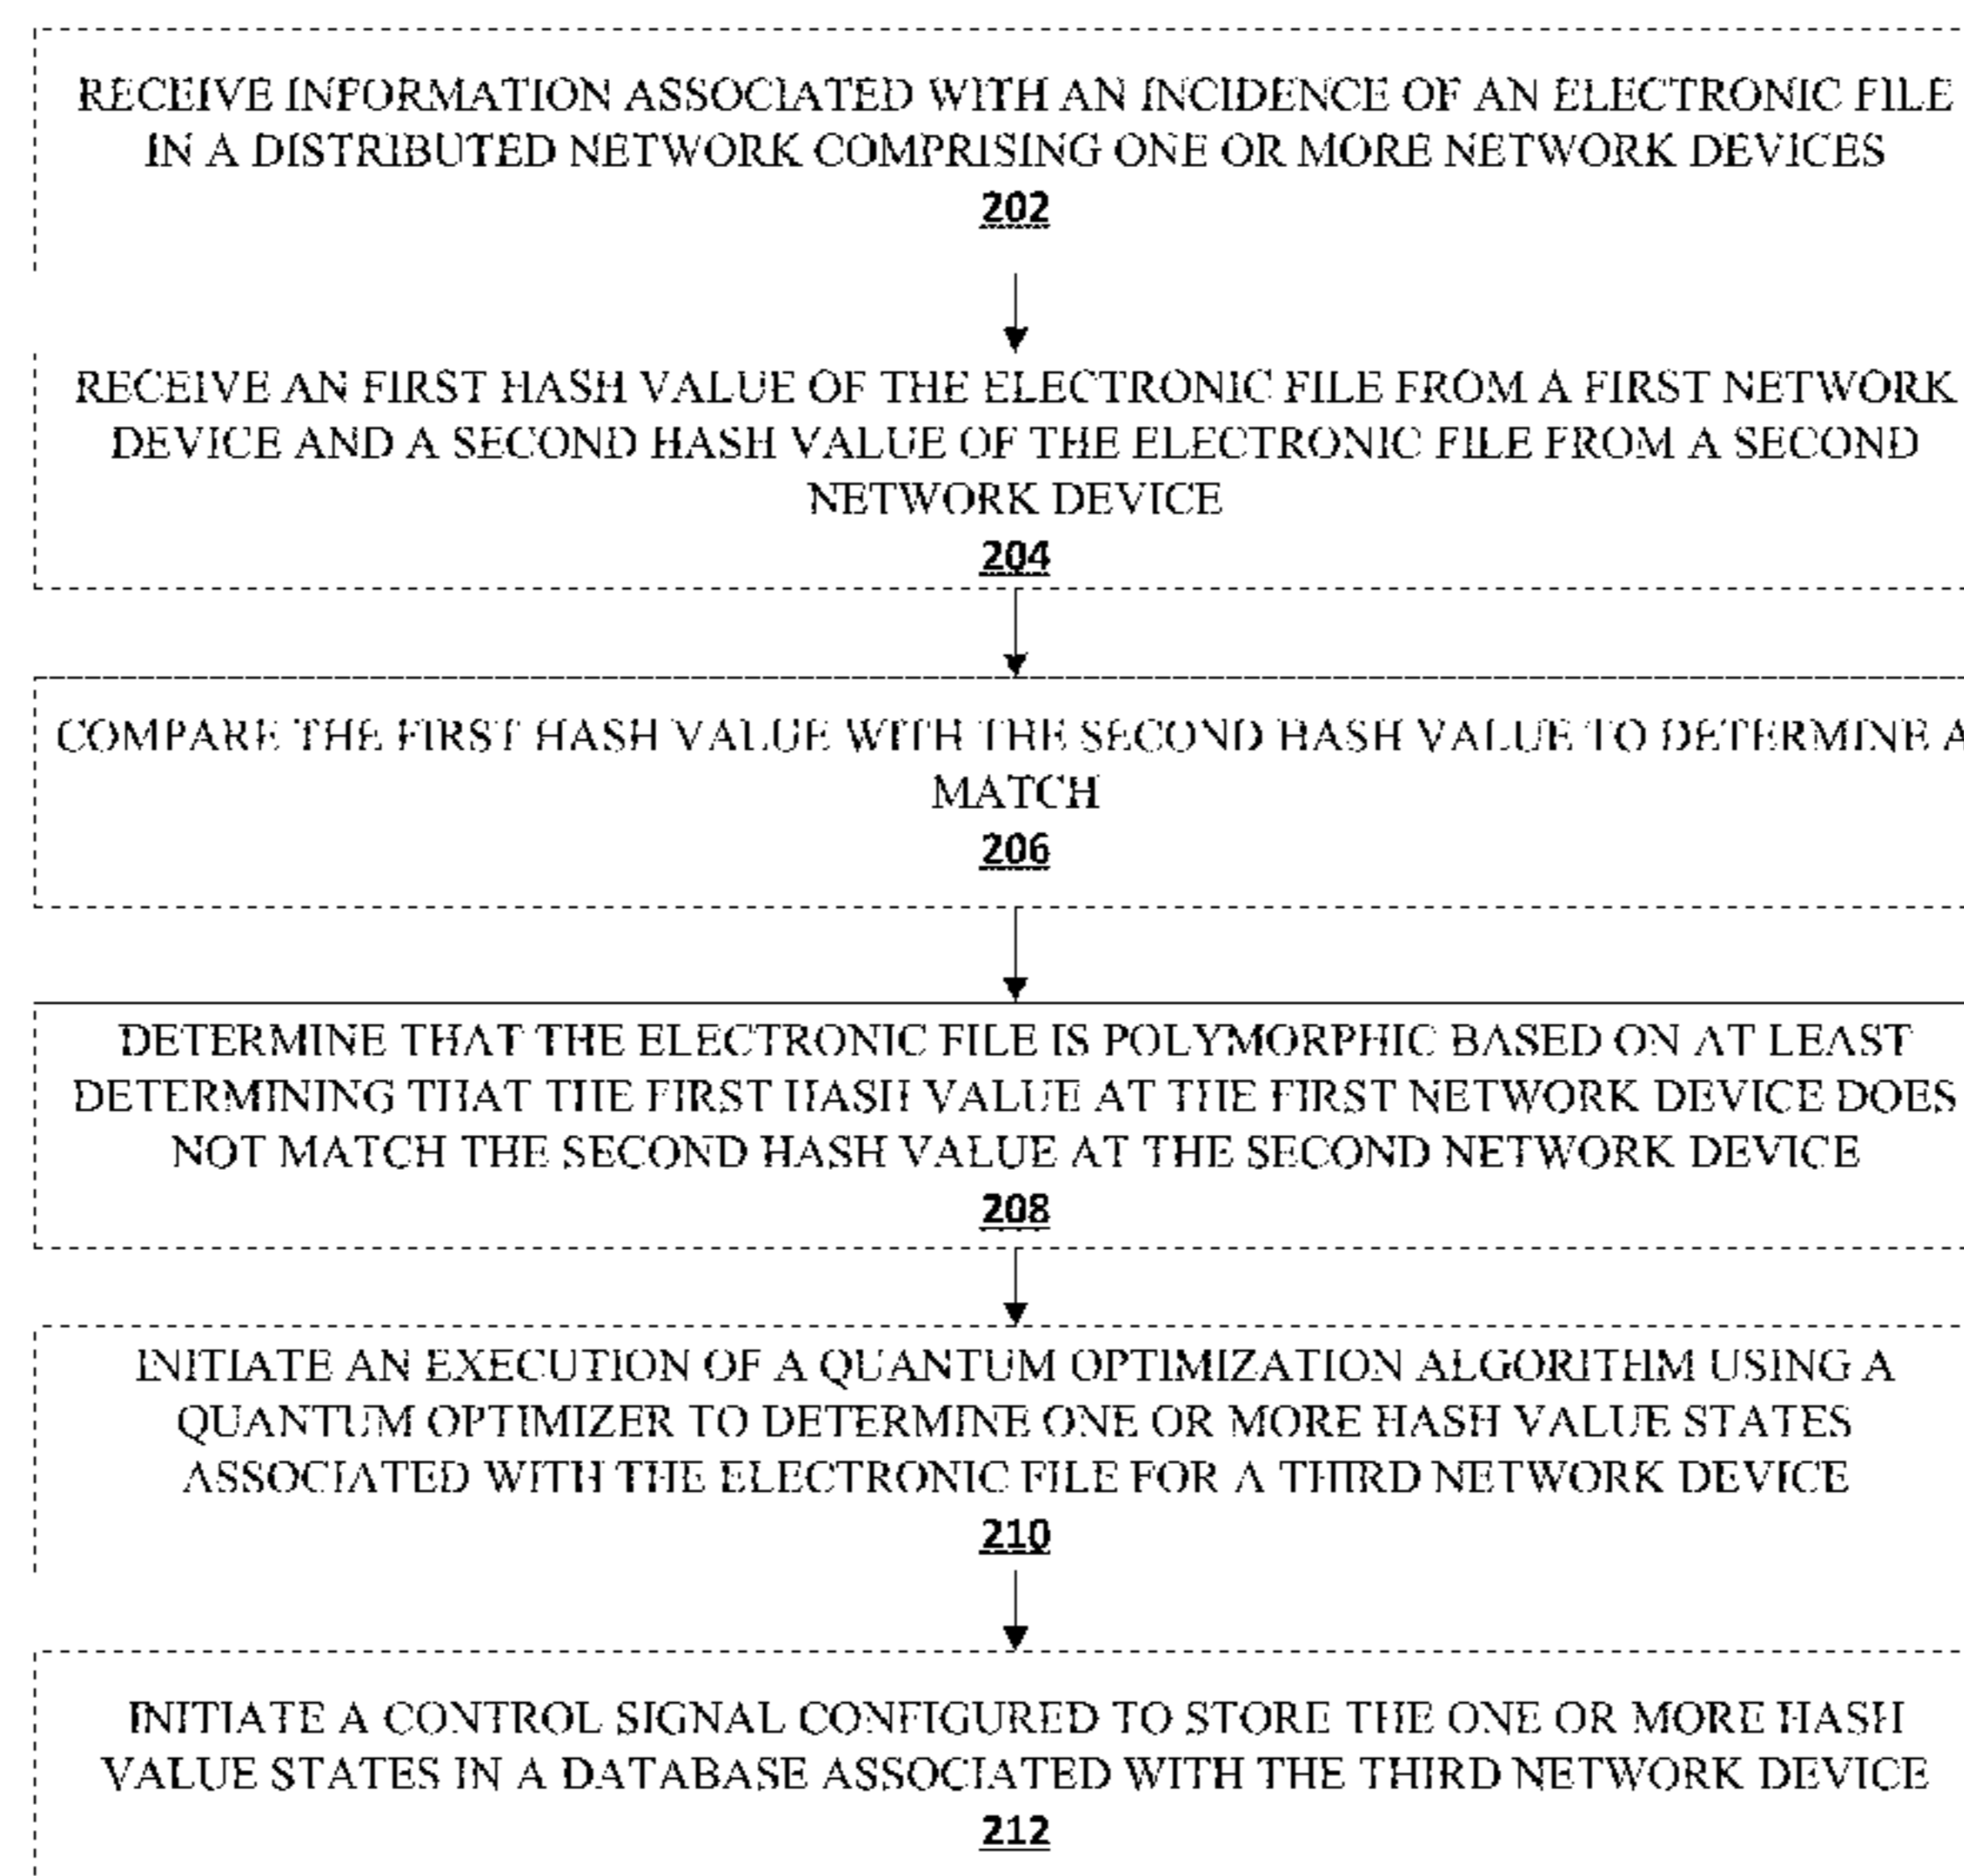 RECEIVE INFORMATION ASSOCIATED WITH AN INCIDENCE OF AN ELECTRONIC FILE
IN A DISTRIBUTED NETWORK COMPRISING ONE OR MORE NETWORK DEVICES
202
RECEIVE AN FIRST HASH VALUE OF THE ELECTRONIC FILE FROM A FIRST NETWORK
DEVICE AND A SECOND HASH VALUE OF THE ELECTRONIC FILE FROM A SECOND
NETWORK DEVICE
204
COMPARE THE FIRST HASH VALUE WITH THE SECOND HASH VALUE TO DETERMINE A
MATCH
206
DETERMINE THAT THE ELECTRONIC FILE IS POLYMORPHIC BASED ON AT LEAST
DETERMINING THAT THE FIRST HASH VALUE AT THE FIRST NETWORK DEVICE DOES
NOT MATCH THE SECOND HASH VALUE AT THE SECOND NETWORK DEVICE
208
INITIATE AN EXECUTION OF A QUANTUM OPTIMIZATION ALGORITHM USING A
QUANTUM OPTIMIZER TO DETERMINE ONE OR MORE HASH VALUE STATES
ASSOCIATED WITH THE ELECTRONIC FILE FOR A THIRD NETWORK DEVICE
210
INITIATE A CONTROL SIGNAL CONFIGURED TO STORE THE ONE OR MORE HASH
VALUE STATES IN A DATABASE ASSOCIATED WITH THE THIRD NETWORK DEVICE
212